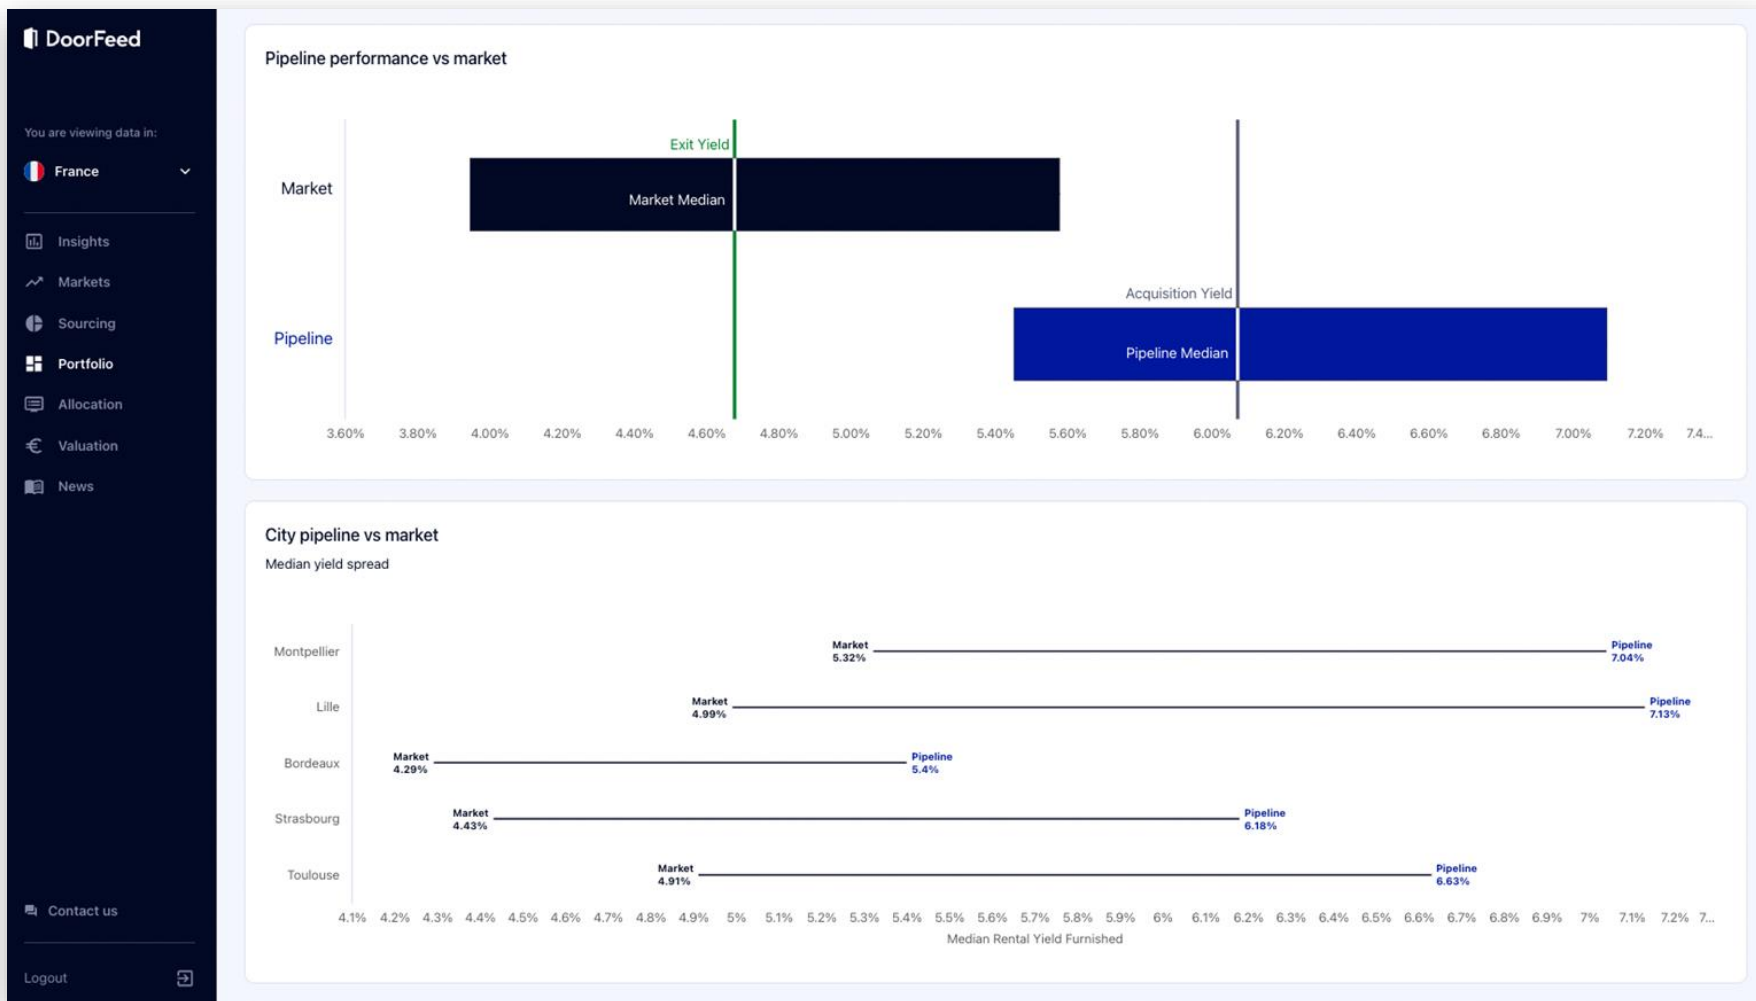 DoorFeed
You are viewing data in:
France
Insights
Markets
Sourcing
Portfolio
Allocation
Valuation
News
Contact us
Logout
Pipeline performance vs market
Exit Yield
Market
Market Median
Acquisition Yield
Pipeline
Pipeline Median
3.60% 3.80% 4.00% 4.20% 4.40% 4.60% 4.80% 5.00% 5.20% 5.40% 5.60% 5.80% 6.00% 6.20% 6.40% 6.60% 6.80% 7.00% 7.20% 7.4...
City pipeline vs market
Median yield spread
Montpellier
Market
5.32%
Pipeline
7.04%
Lille
Market
4.99%
Pipeline
7.13%
Bordeaux
Market
4.29%
Pipeline
5.4%
Strasbourg
Market
4.43%
Pipeline
6.18%
Toulouse
Market
4.91%
Pipeline
6.63%
4.1% 4.2% 4.3% 4.4% 4.5% 4.6% 4.7% 4.8% 4.9% 5% 5.1% 5.2% 5.3% 5.4% 5.5% 5.6% 5.7% 5.8% 5.9% 6% 6.1% 6.2% 6.3% 6.4% 6.5% 6.6% 6.7% 6.8% 6.9% 7% 7.1% 7.2% 7...
Median Rental Yield Furnished